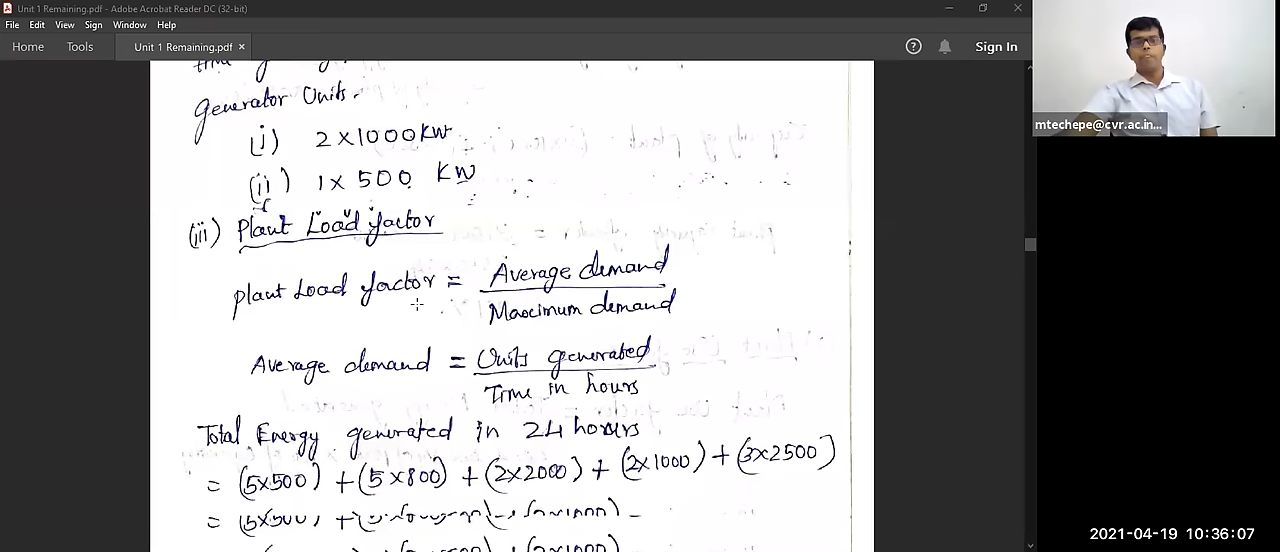 Unit 1 Remaining.pdf - Adobe Acrobat Reader DC (32-bit)
File Edit View Sign Window Help
Home Tools Unit 1 Remaining.pdf × Sign In
mtechepe@cvr.ac.in...
Generator Units.
(i) 2 x 1000 KW
(ii) 1 x 500 KW
(iii) Plant Load factor
Plant Load factor = Average demand
Maximum demand
Average demand = Units generated
Time in hours
Total Energy generated in 24 hours
= (5x500) + (5x800) + (2x2000) + (2x1000) + (3x2500)
2021-04-19 10:36:07